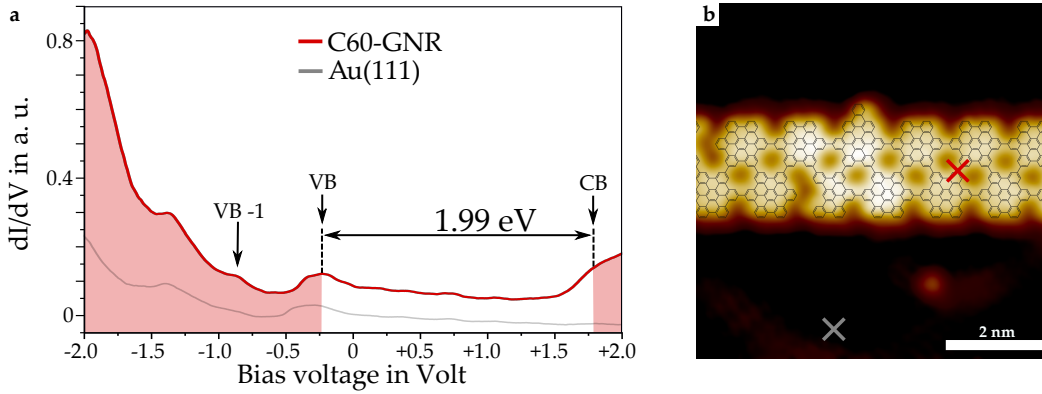 a
b
0.8
0.4
0
dI/dV in a. u.
C60-GNR
Au(111)
VB -1
VB
CB
1.99 eV
-2.0 -1.5 -1.0 -0.5 0 +0.5 +1.0 +1.5 +2.0
Bias voltage in Volt
2 nm